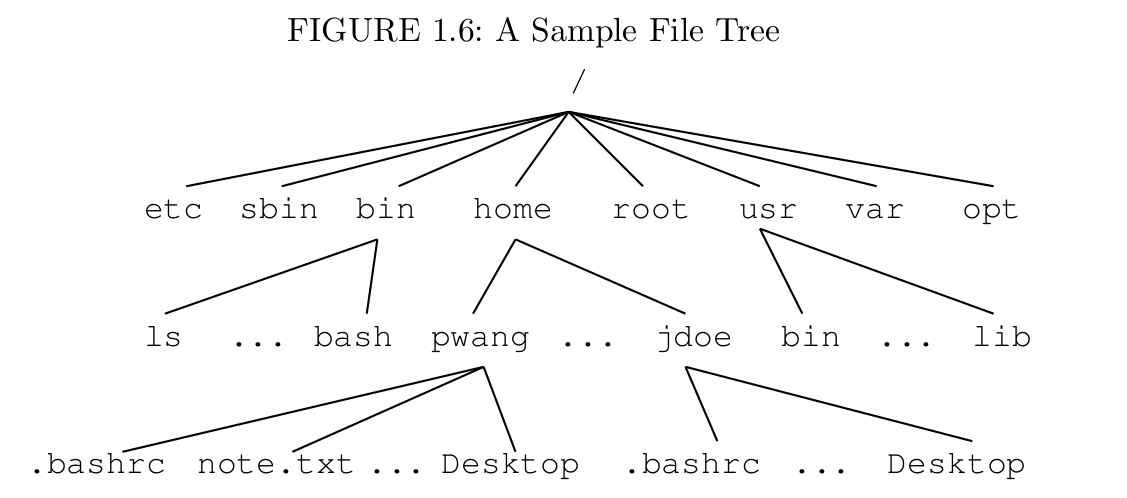 FIGURE 1.6: A Sample File Tree
/
etc sbin bin home root usr var opt
ls ... bash pwang ... jdoe bin ... lib
.bashrc note.txt ... Desktop .bashrc ... Desktop